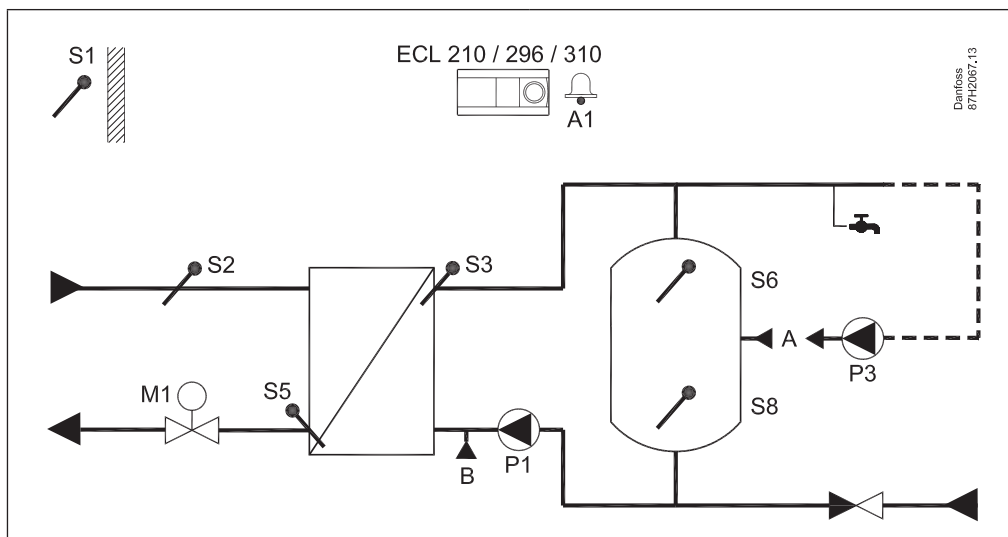 S1
ECL 210 / 296 / 310
A1
Danfoss
87H2067.13
S2
S3
S6
A
P3
M1
S5
S8
B
P1